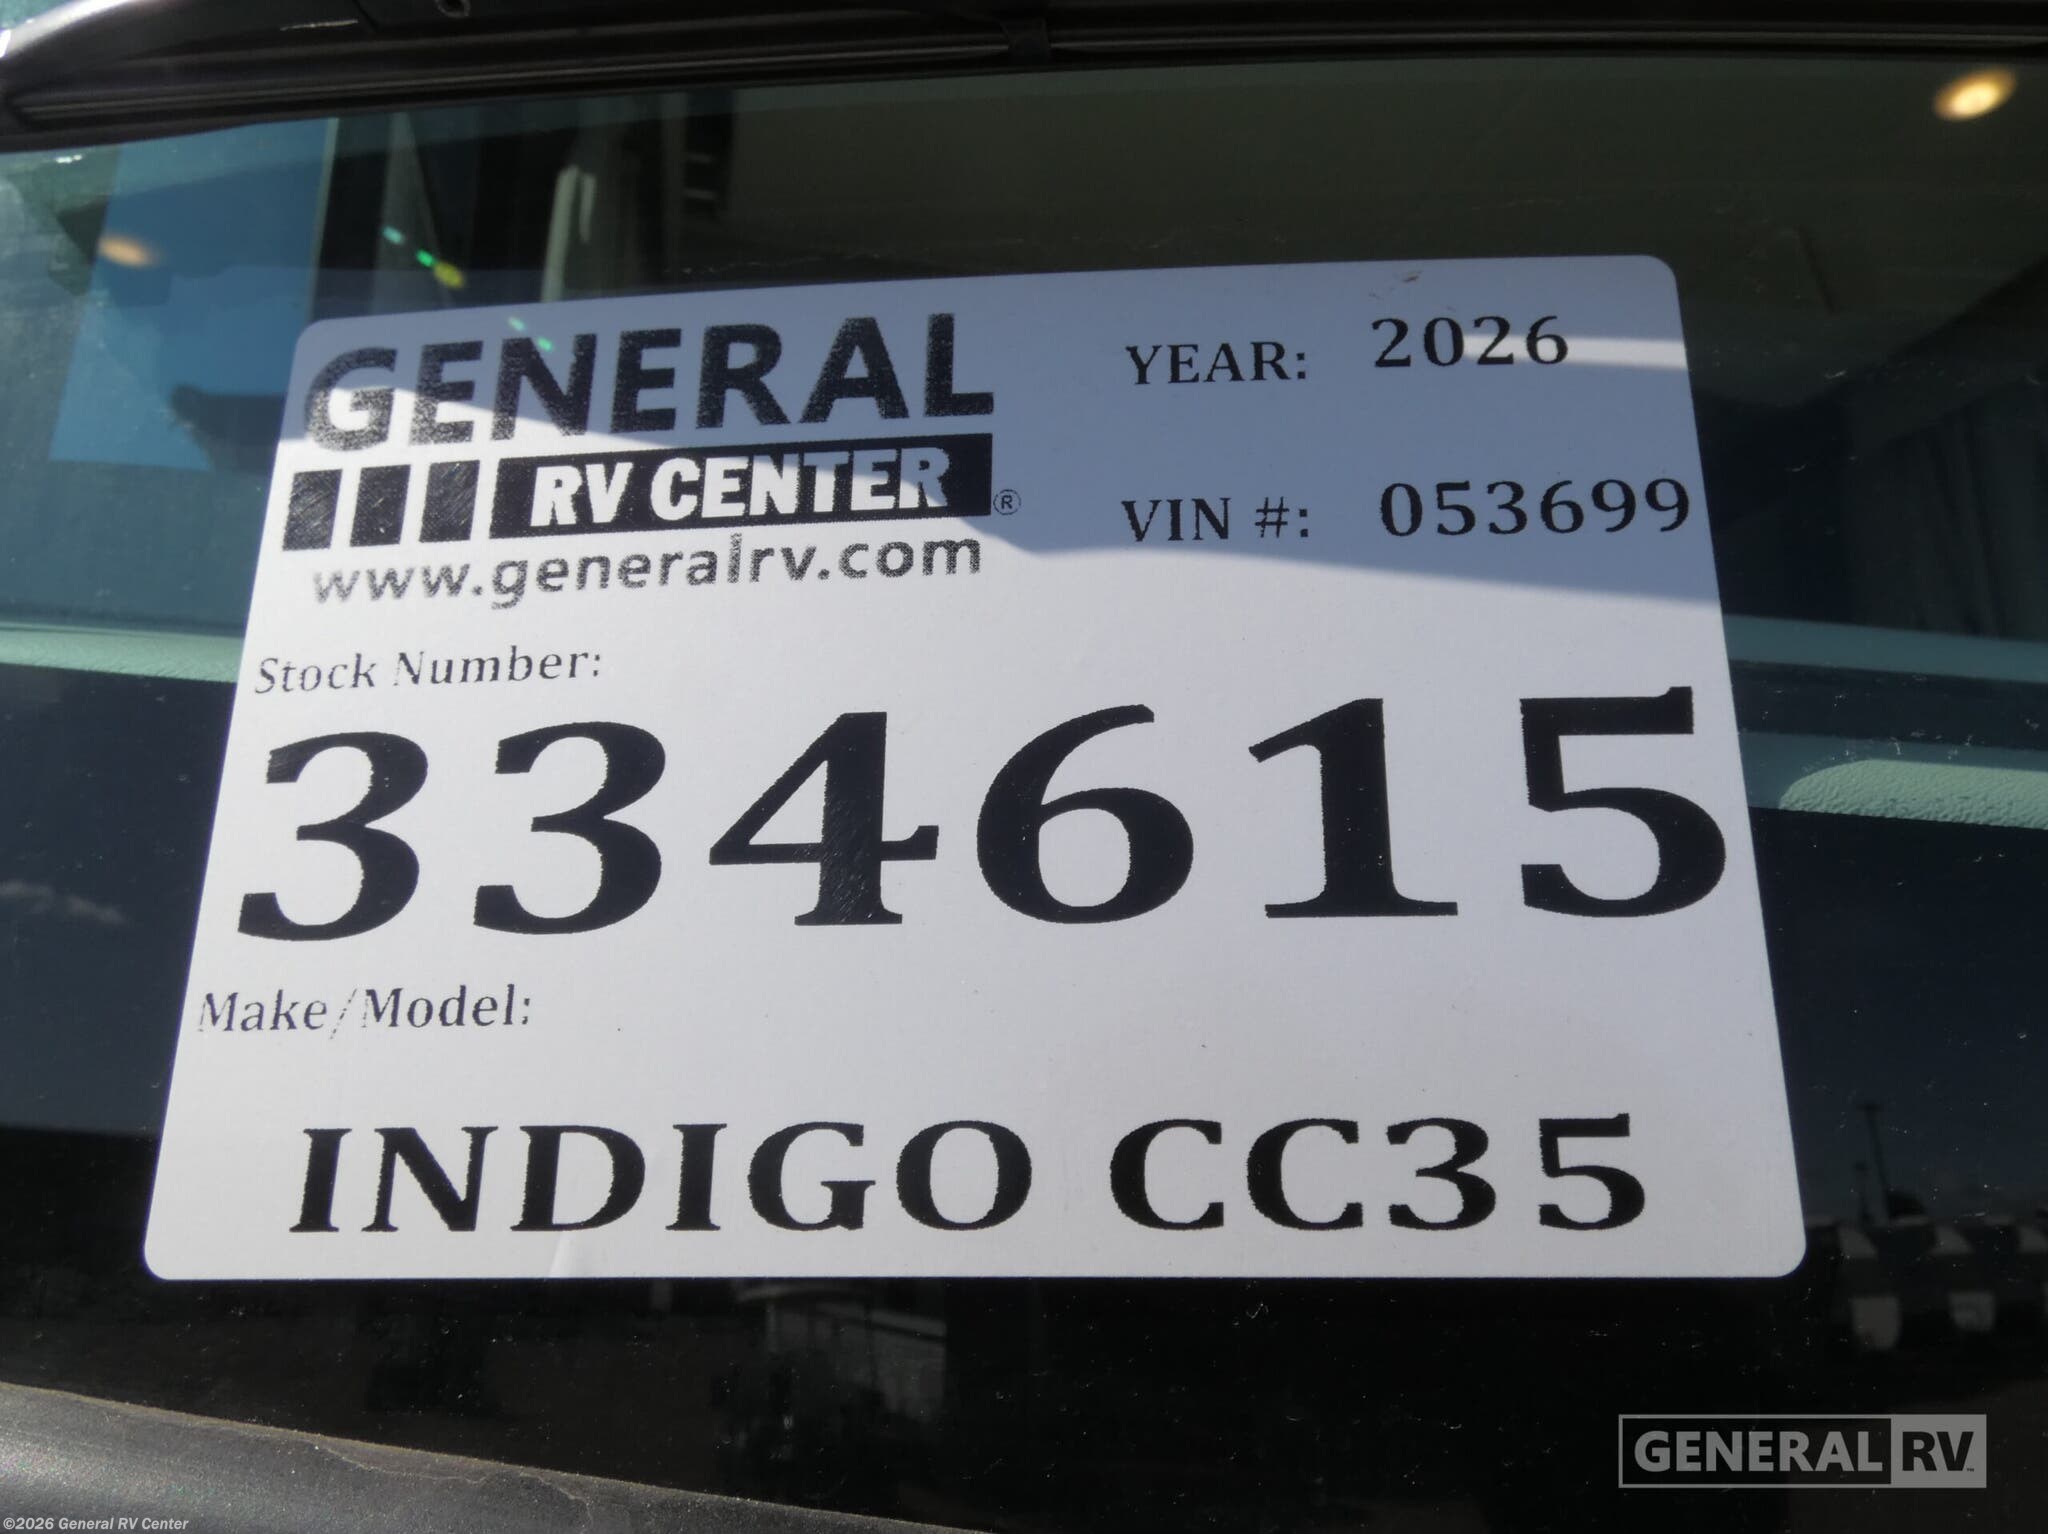 GENERAL
RV CENTER®
www.generalrv.com
YEAR: 2026
VIN #: 053699
Stock Number:
334615
Make/Model:
INDIGO CC35
GENERAL RV™
©2026 General RV Center